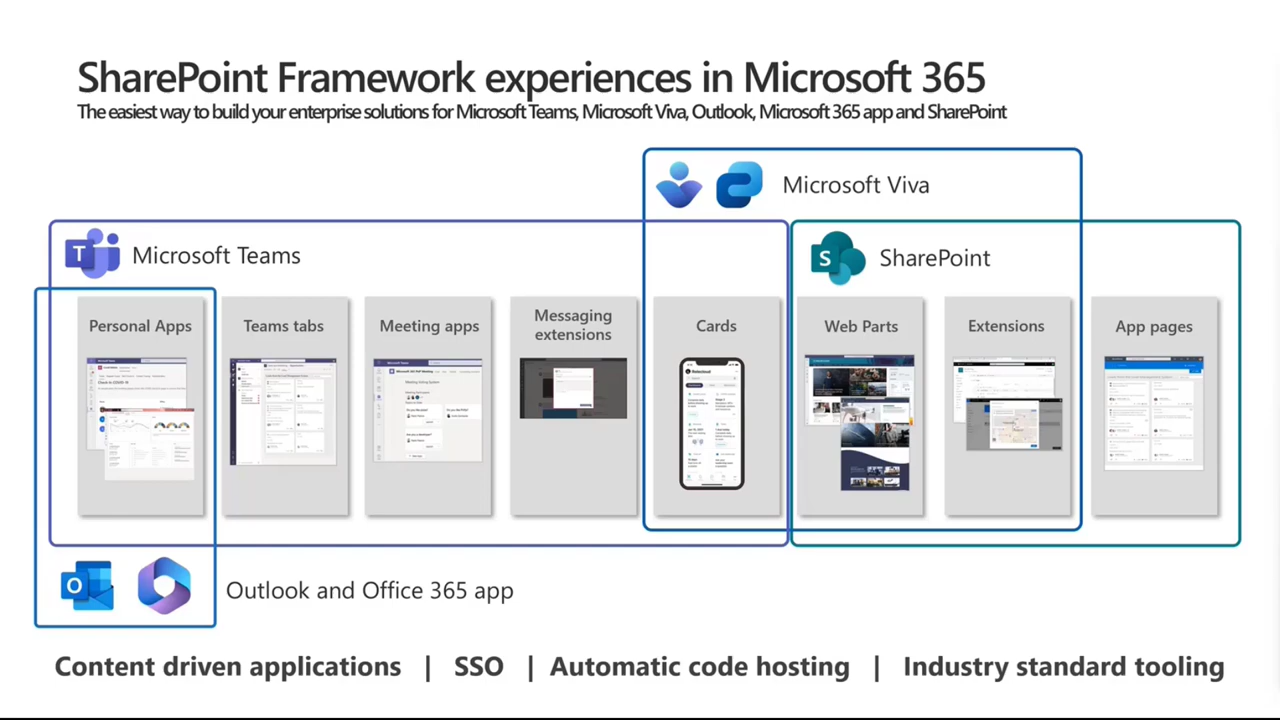 SharePoint Framework experiences in Microsoft 365
The easiest way to build your enterprise solutions for Microsoft Teams, Microsoft Viva, Outlook, Microsoft 365 app and SharePoint
Microsoft Viva
T
Microsoft Teams
S
SharePoint
Personal Apps
Teams tabs
Meeting apps
Messaging
extensions
Cards
Web Parts
Extensions
App pages
O
Outlook and Office 365 app
Content driven applications | SSO | Automatic code hosting | Industry standard tooling